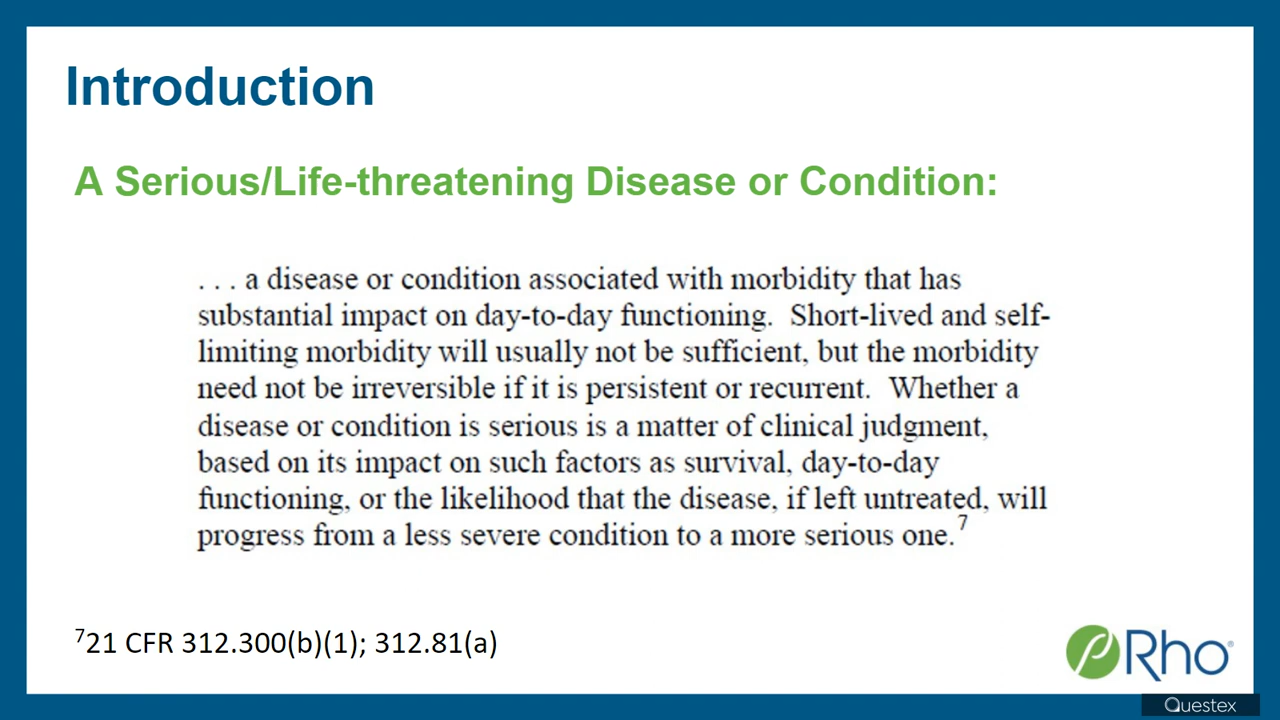 Introduction
A Serious/Life-threatening Disease or Condition:
. . . a disease or condition associated with morbidity that has
substantial impact on day-to-day functioning.  Short-lived and self-
limiting morbidity will usually not be sufficient, but the morbidity
need not be irreversible if it is persistent or recurrent.  Whether a
disease or condition is serious is a matter of clinical judgment,
based on its impact on such factors as survival, day-to-day
functioning, or the likelihood that the disease, if left untreated, will
progress from a less severe condition to a more serious one.⁷
⁷21 CFR 312.300(b)(1); 312.81(a)
Rho®
Questex